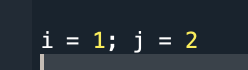 i = 1; j = 2